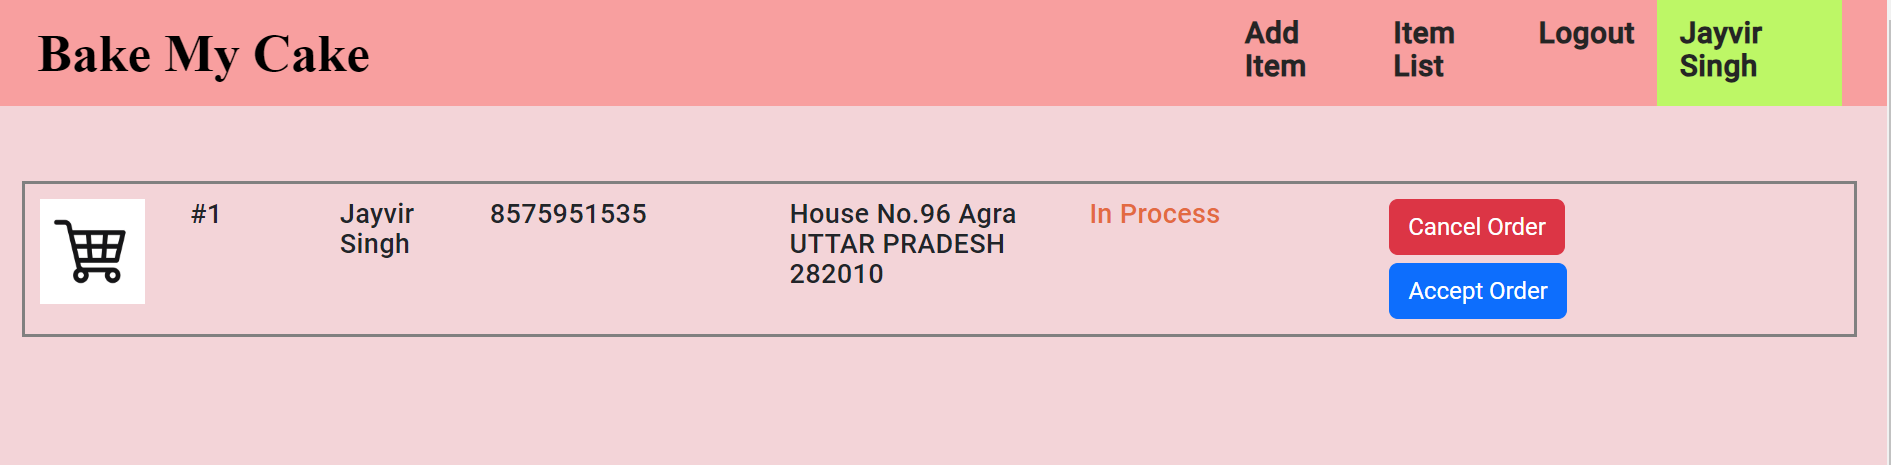 Bake My Cake
Add
Item
Item
List
Logout
Jayvir
Singh
#1
Jayvir
Singh
8575951535
House No.96 Agra
UTTAR PRADESH
282010
In Process
Cancel Order
Accept Order